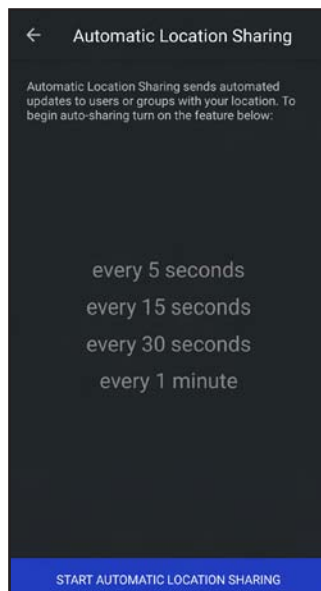 Automatic Location Sharing
Automatic Location Sharing sends automated
updates to users or groups with your location. To
begin auto-sharing turn on the feature below:
every 5 seconds
every 15 seconds
every 30 seconds
every 1 minute
START AUTOMATIC LOCATION SHARING